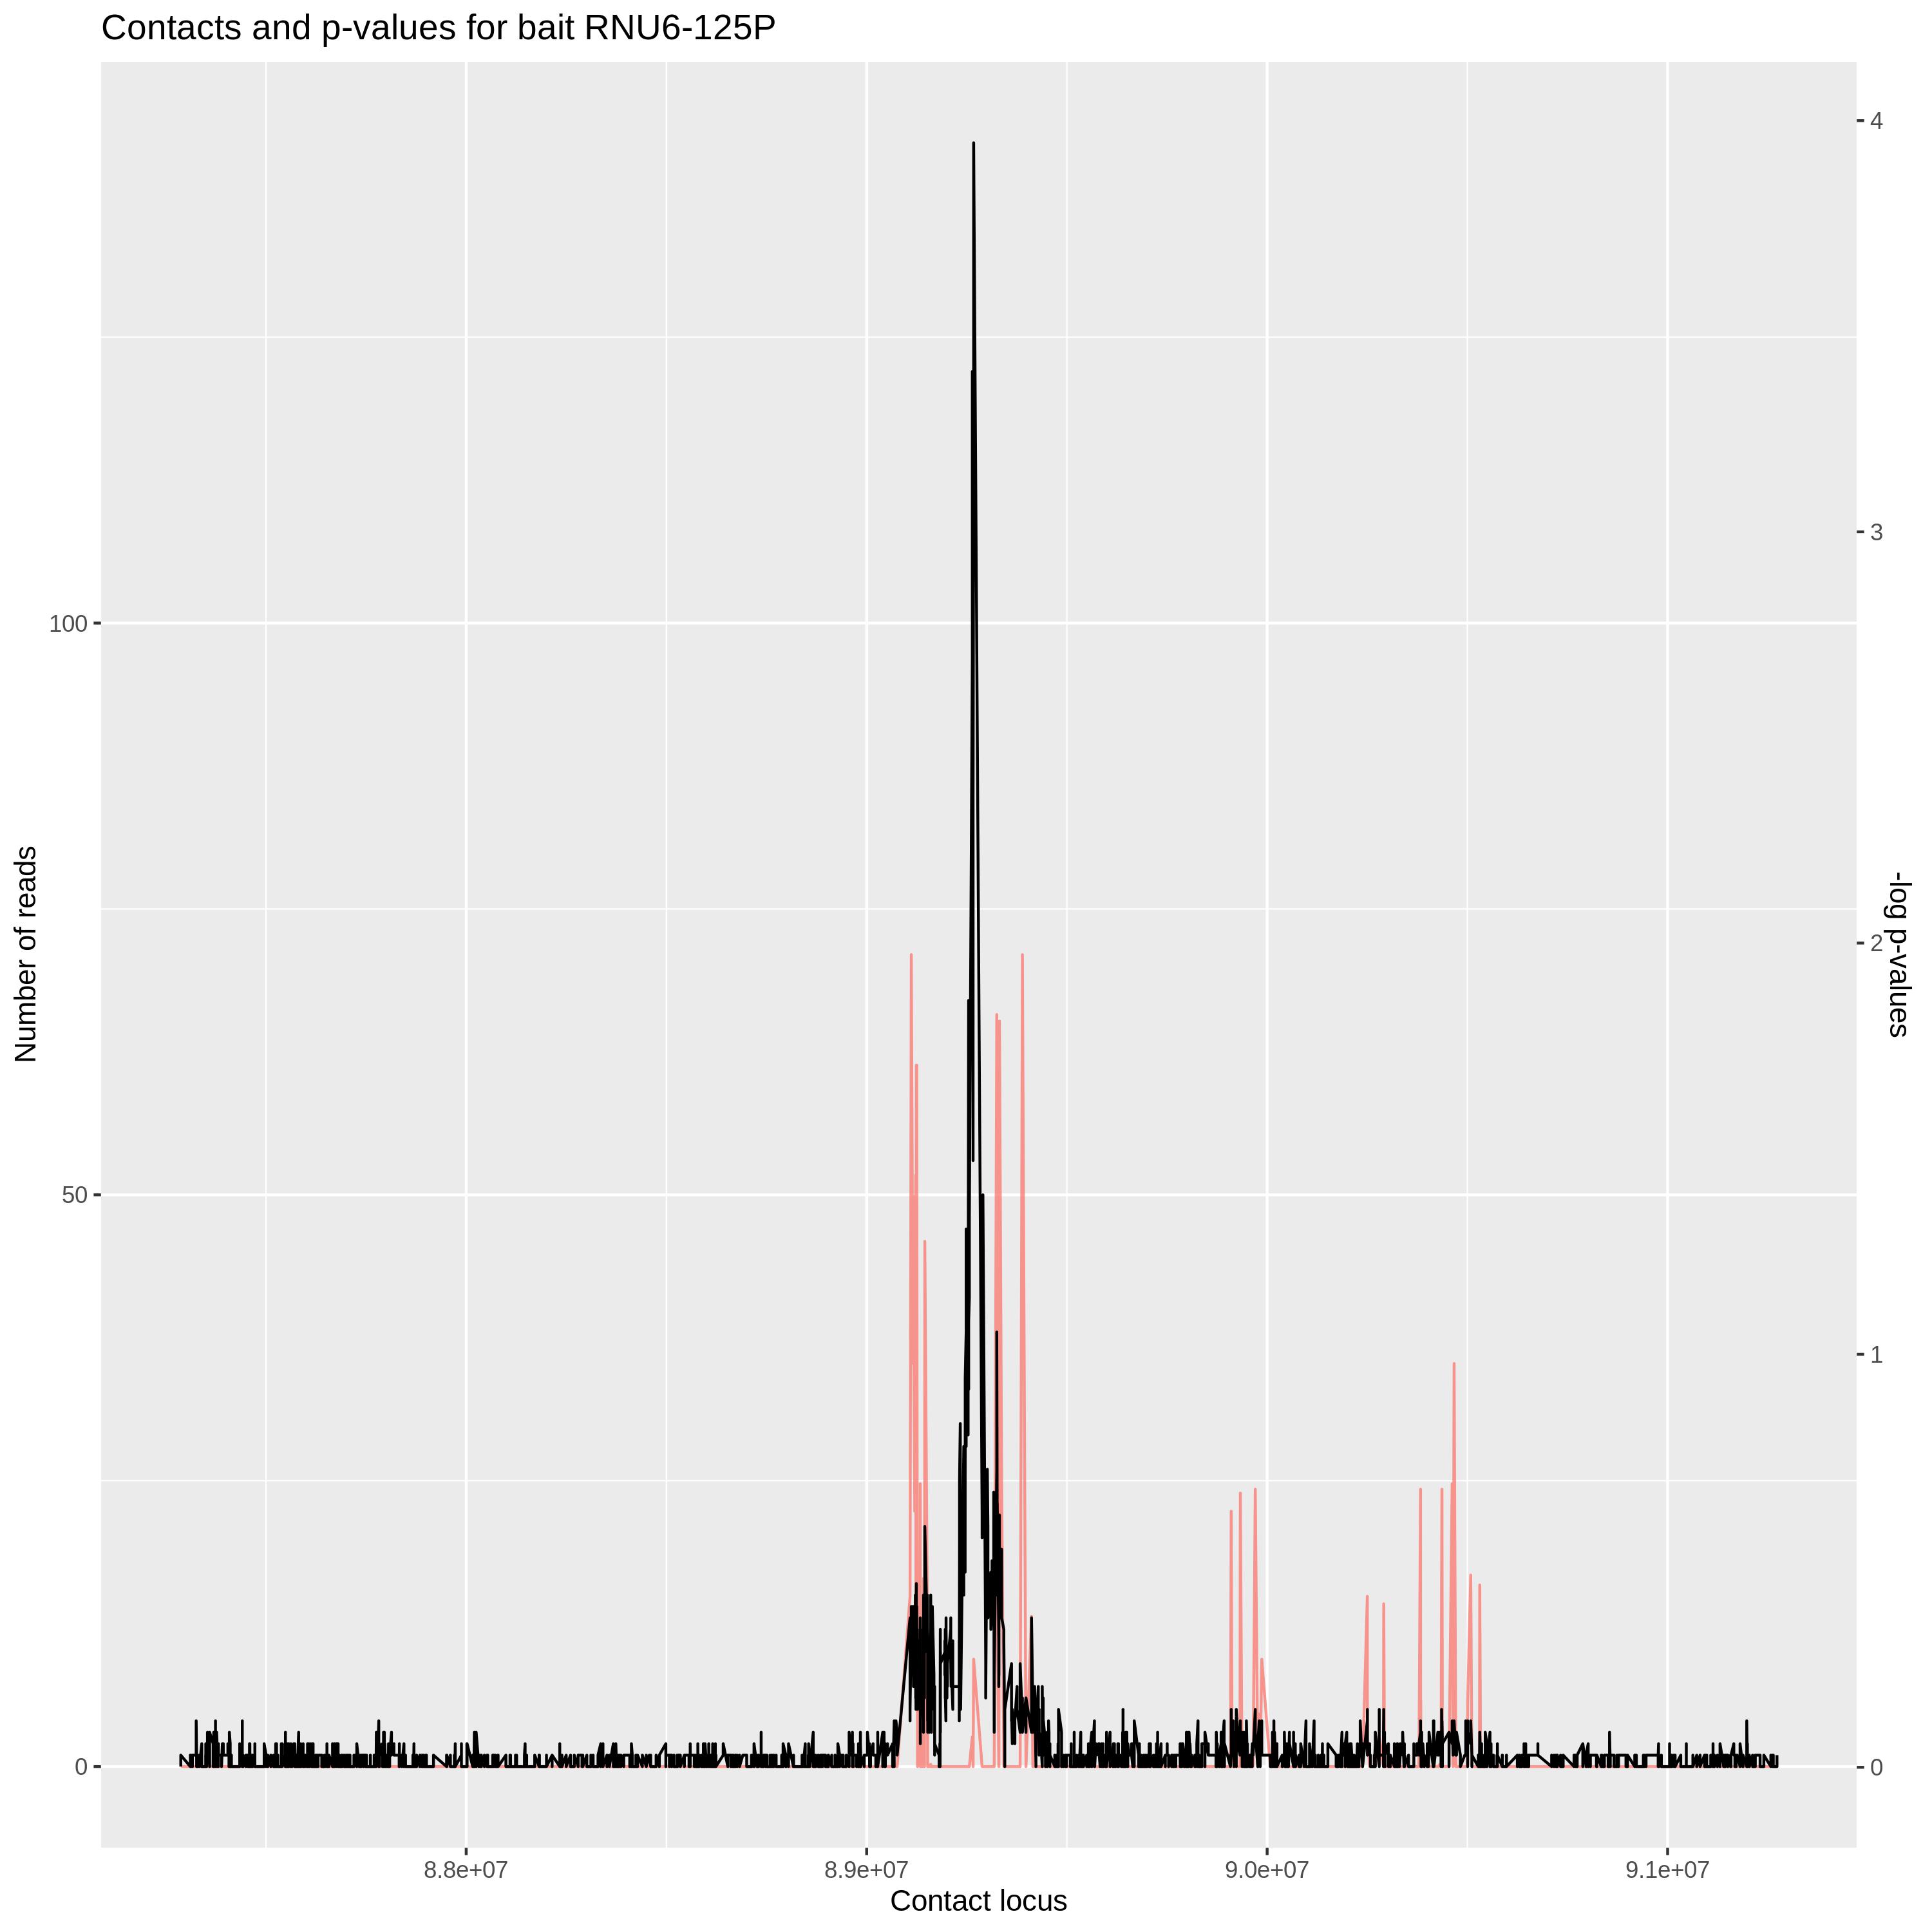 Contacts and p-values for bait RNU6-125P
Number of reads
100
50
0
4
3
2
1
0
-log p-values
8.8e+07
8.9e+07
9.0e+07
9.1e+07
Contact locus